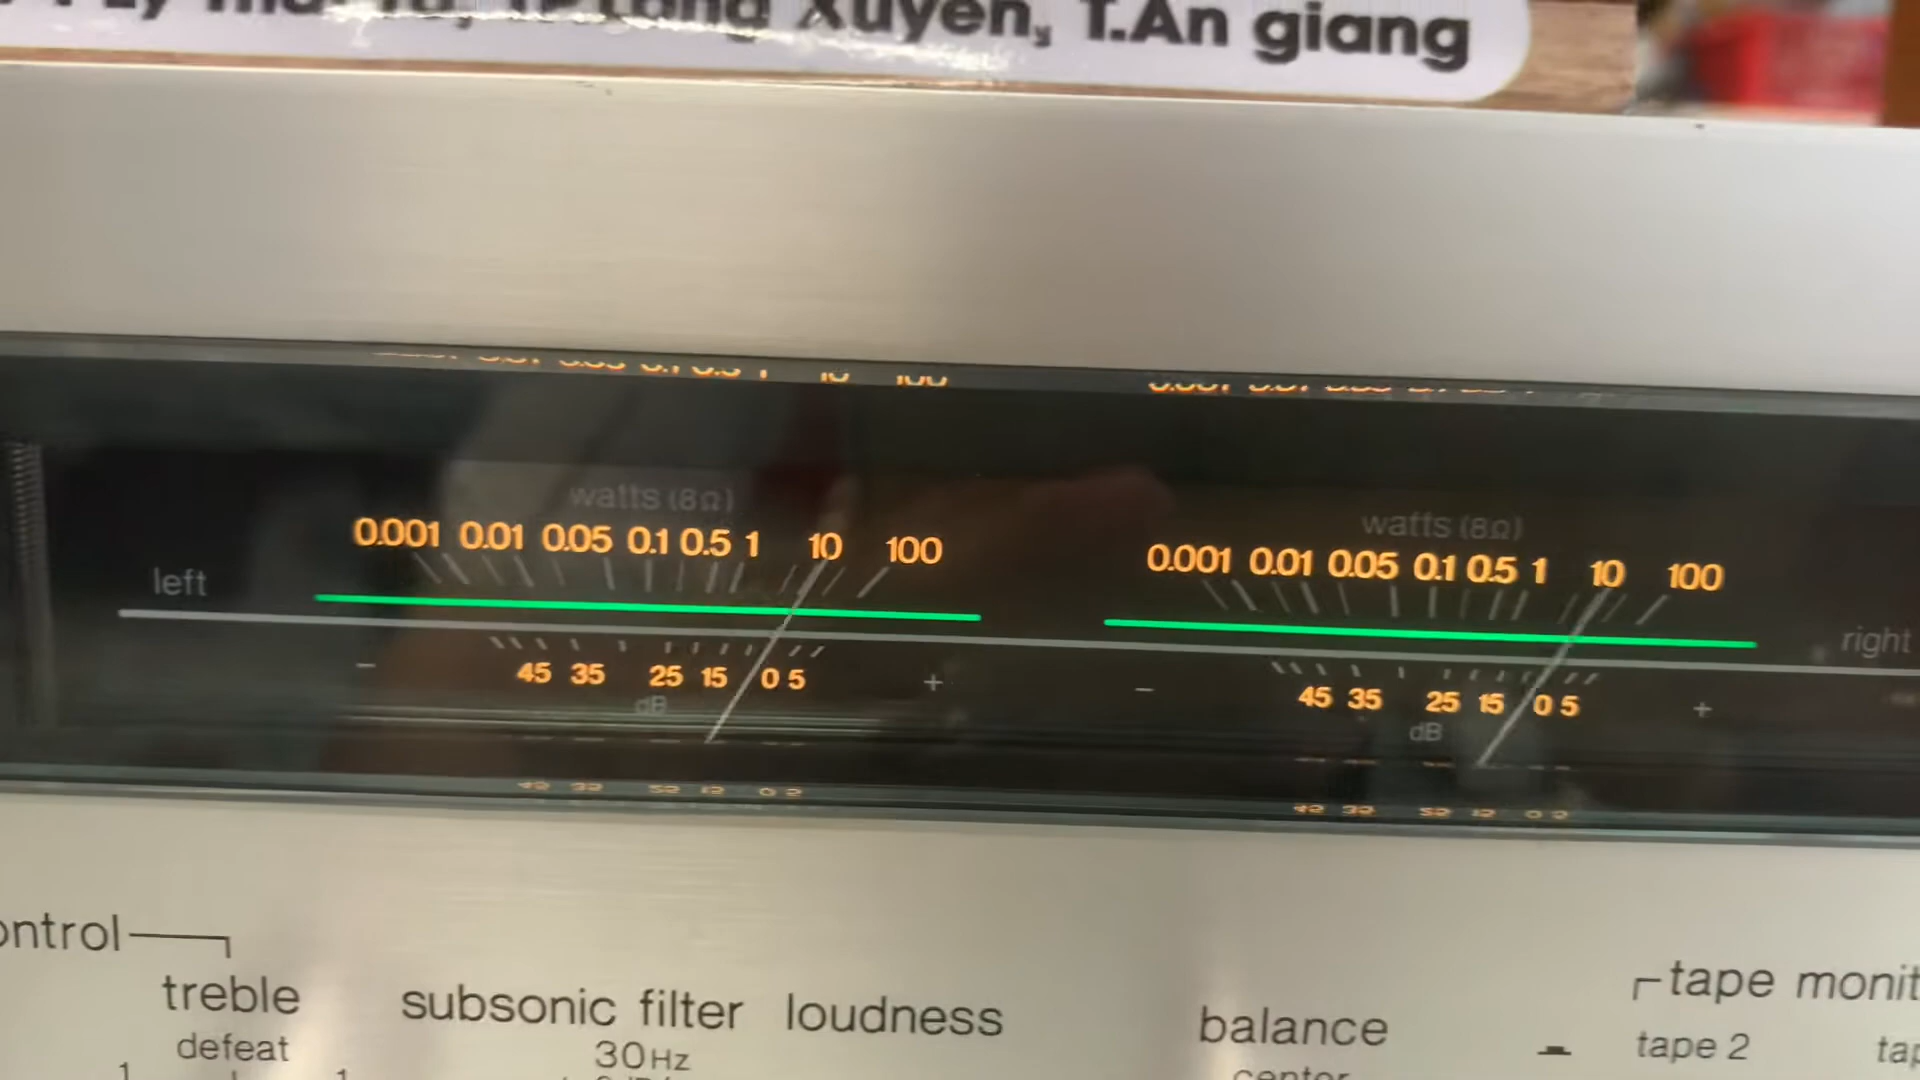 Xuyên, T.An giang
watts (8Ω)
0.001 0.01 0.05 0.1 0.5 1 10 100
left
- 45 35 25 15 0 5 +
dB
watts (8Ω)
0.001 0.01 0.05 0.1 0.5 1 10 100
right
- 45 35 25 15 0 5 +
dB
ontrol
treble
defeat
subsonic filter
30Hz
loudness
balance
center
tape monit
tape 2